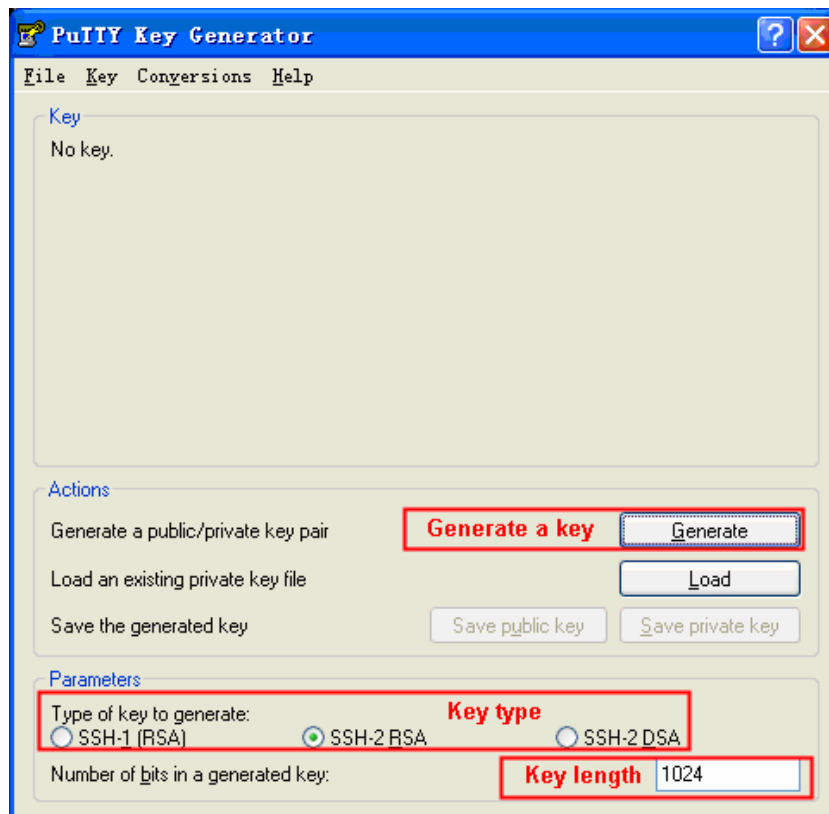 PuTTY Key Generator
File Key Conversions Help
Key
No key.
Actions
Generate a public/private key pair Generate a key Generate
Load an existing private key file Load
Save the generated key Save public key Save private key
Parameters
Type of key to generate: Key type
SSH-1 (RSA) SSH-2 RSA SSH-2 DSA
Number of bits in a generated key: Key length 1024